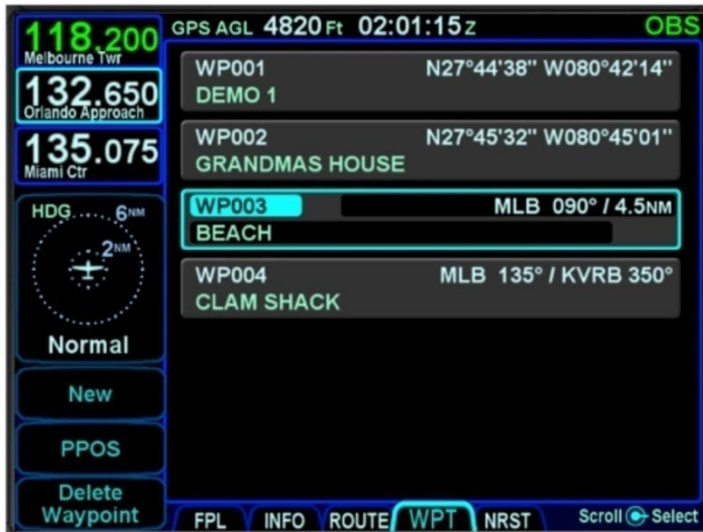 118.200
Melbourne Twr
132.650
Orlando Approach
135.075
Miami Ctr
HDG 6NM
2NM
Normal
New
PPOS
Delete
Waypoint
GPS AGL 4820 Ft 02:01:15 Z OBS
WP001 N27°44'38" W080°42'14"
DEMO 1
WP002 N27°45'32" W080°45'01"
GRANDMAS HOUSE
WP003 MLB 090° / 4.5NM
BEACH
WP004 MLB 135° / KVRB 350°
CLAM SHACK
FPL INFO ROUTE WPT NRST Scroll Select